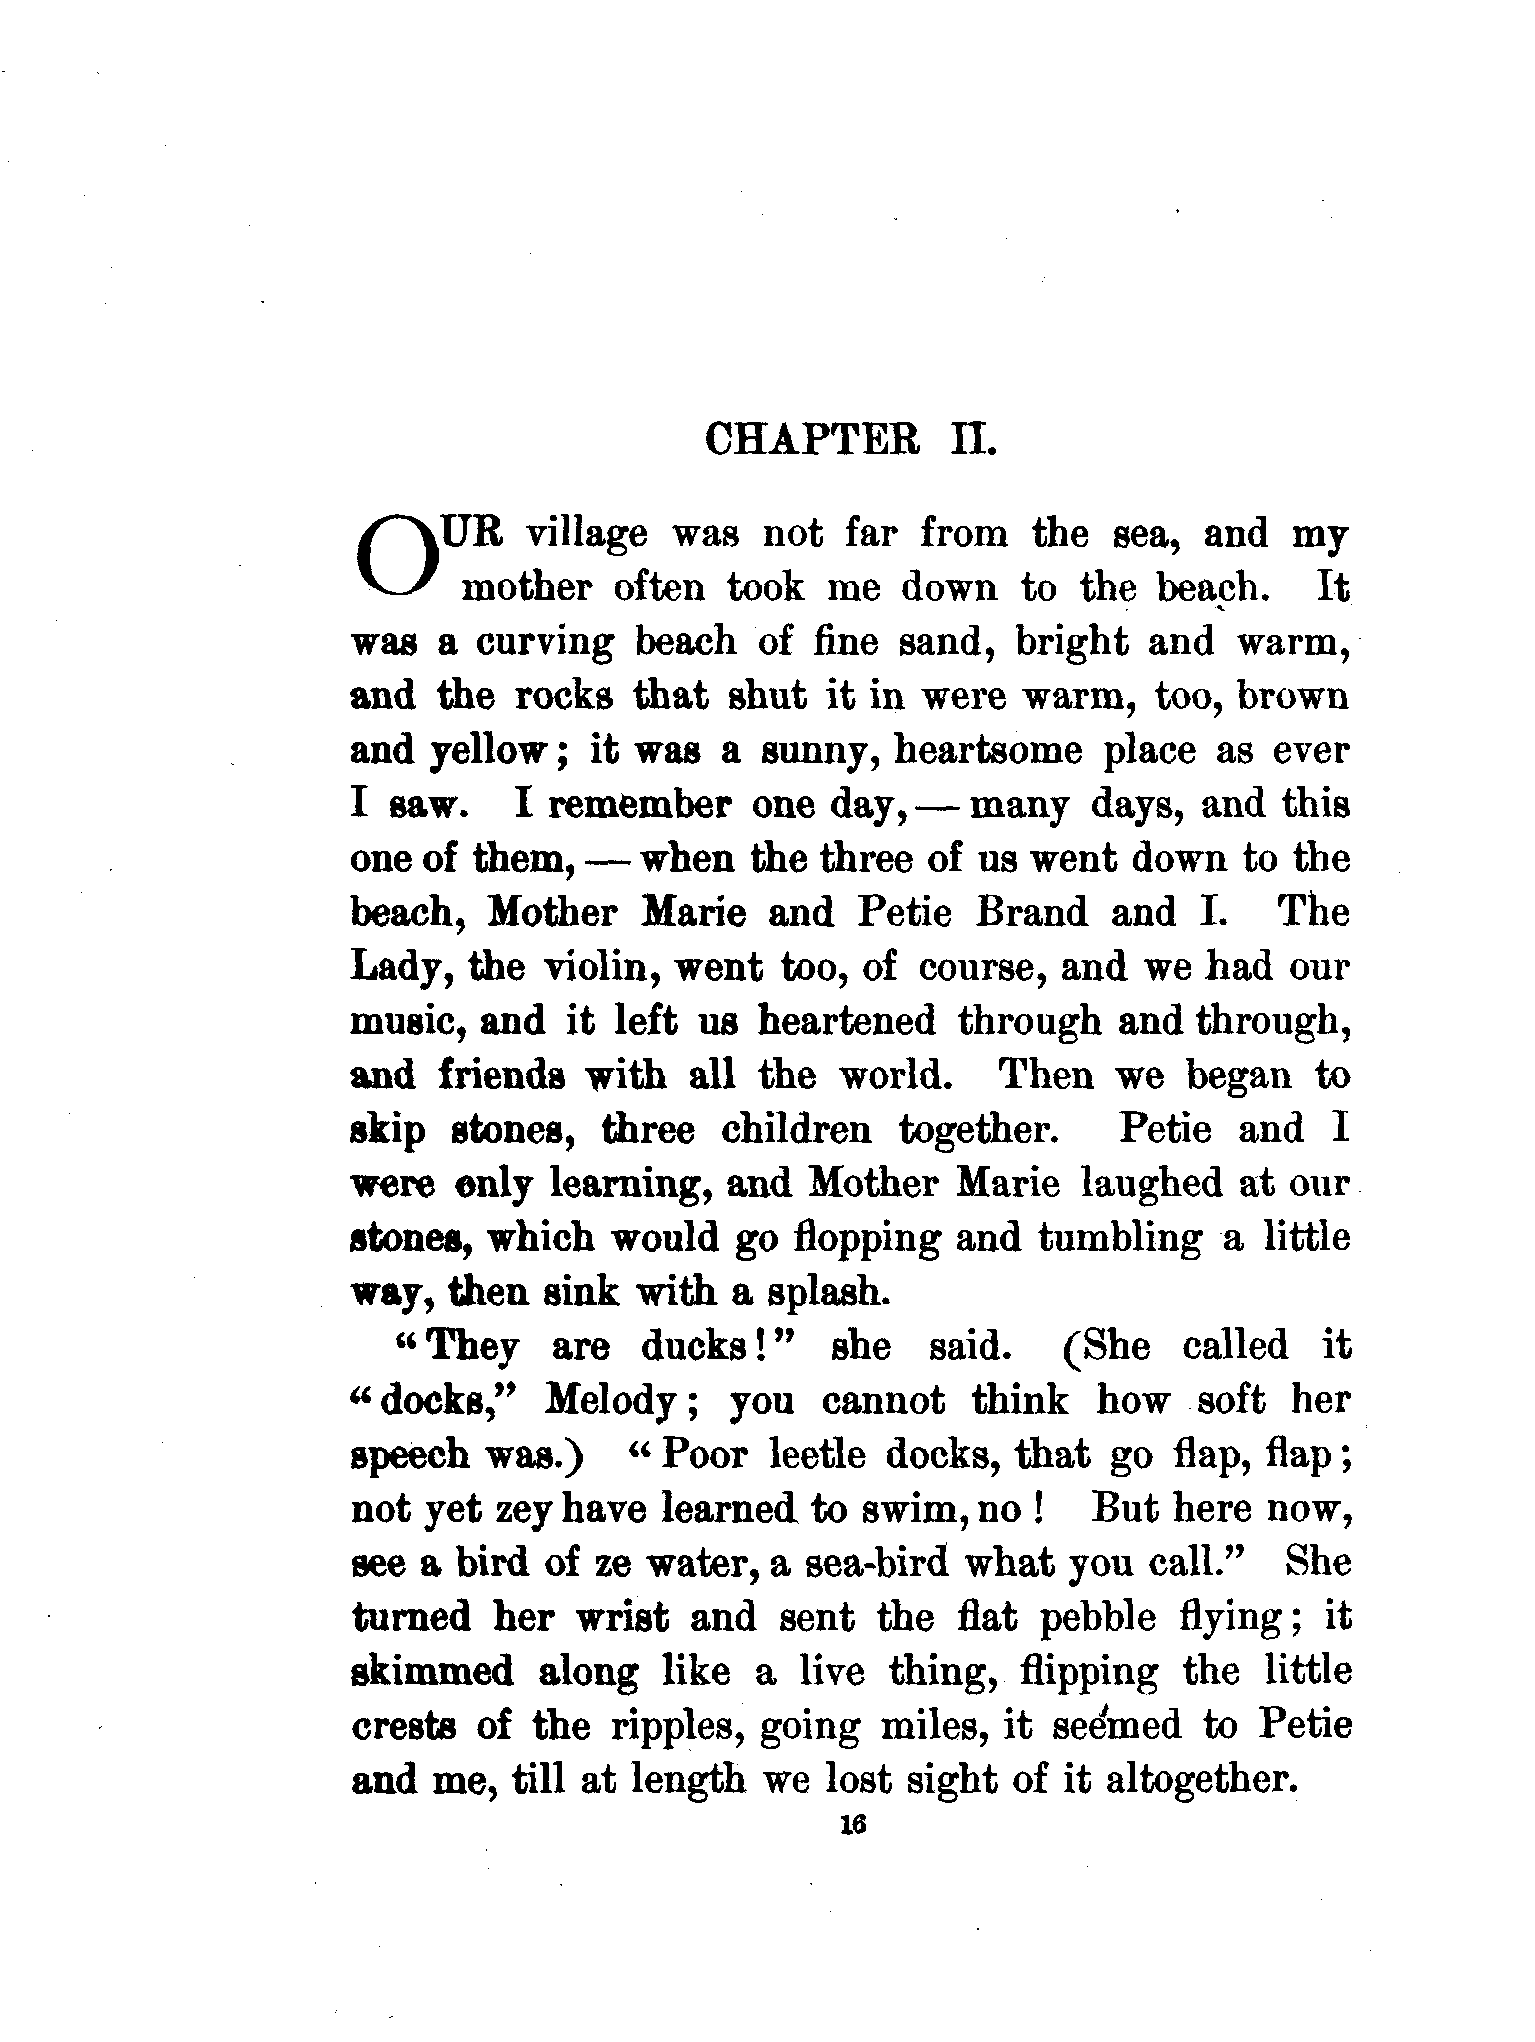 CHAPTER II.
OUR village was not far from the sea, and my
mother often took me down to the beach. It
was a curving beach of fine sand, bright and warm,
and the rocks that shut it in were warm, too, brown
and yellow; it was a sunny, heartsome place as ever
I saw. I remember one day,—many days, and this
one of them,—when the three of us went down to the
beach, Mother Marie and Petie Brand and I. The
Lady, the violin, went too, of course, and we had our
music, and it left us heartened through and through,
and friends with all the world. Then we began to
skip stones, three children together. Petie and I
were only learning, and Mother Marie laughed at our
stones, which would go flopping and tumbling a little
way, then sink with a splash.
"They are ducks!" she said. (She called it
"docks," Melody; you cannot think how soft her
speech was.) "Poor leetle docks, that go flap, flap;
not yet zey have learned to swim, no! But here now,
see a bird of ze water, a sea-bird what you call." She
turned her wrist and sent the flat pebble flying; it
skimmed along like a live thing, flipping the little
crests of the ripples, going miles, it seemed to Petie
and me, till at length we lost sight of it altogether.
16